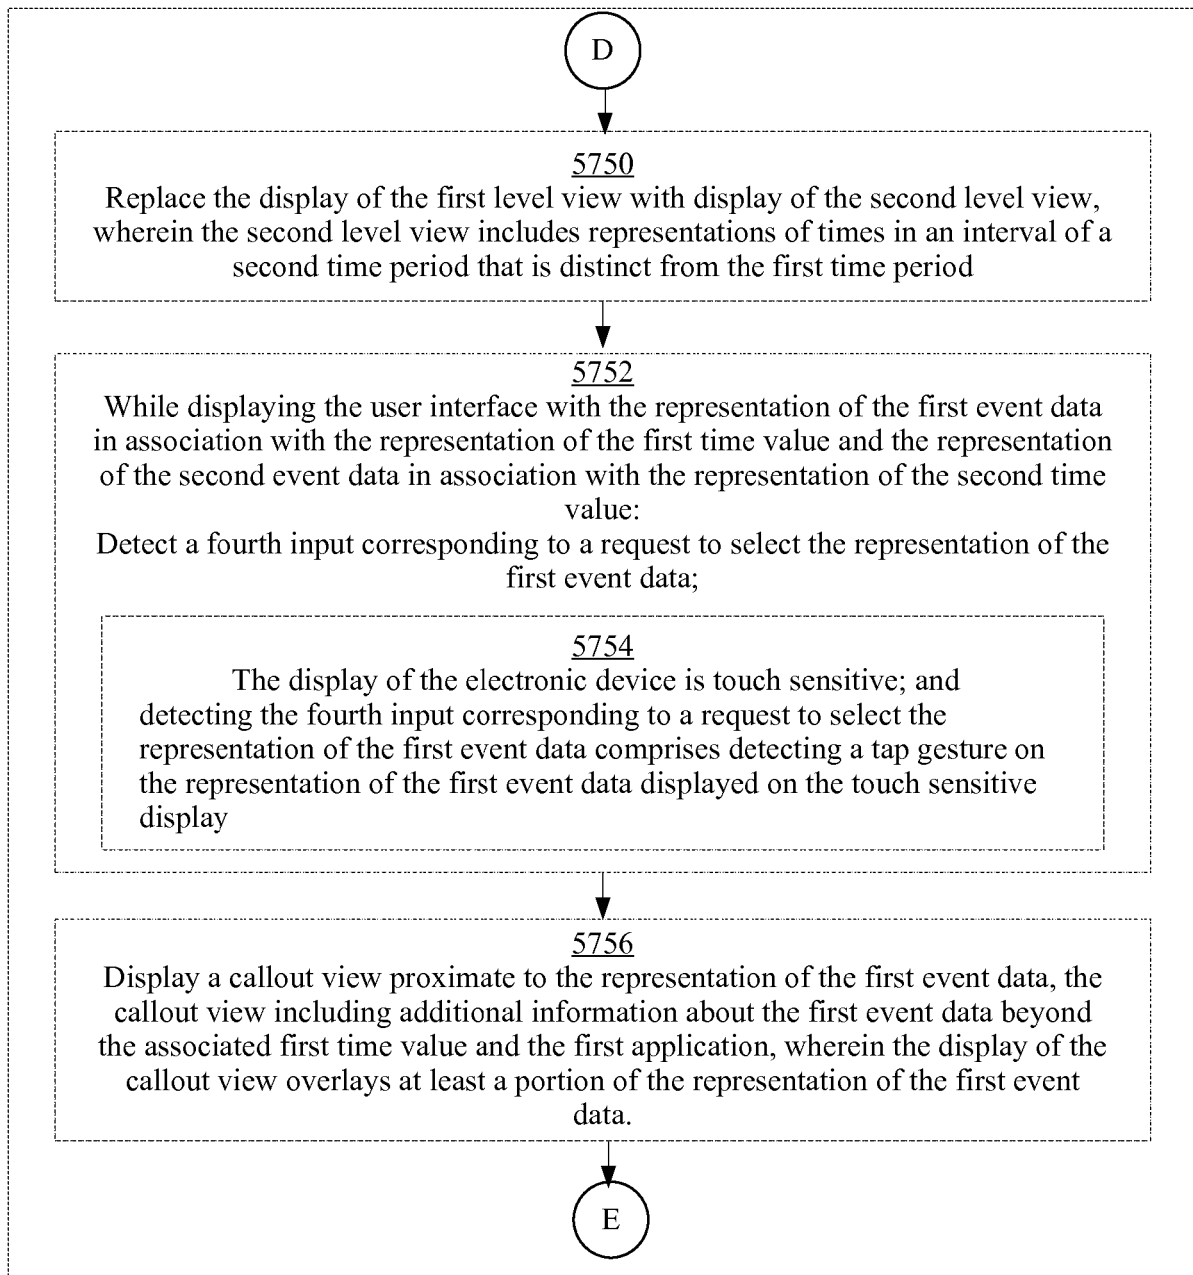 D
5750
Replace the display of the first level view with display of the second level view,
wherein the second level view includes representations of times in an interval of a
second time period that is distinct from the first time period
5752
While displaying the user interface with the representation of the first event data
in association with the representation of the first time value and the representation
of the second event data in association with the representation of the second time
value:
Detect a fourth input corresponding to a request to select the representation of the
first event data;
5754
The display of the electronic device is touch sensitive; and
detecting the fourth input corresponding to a request to select the
representation of the first event data comprises detecting a tap gesture on
the representation of the first event data displayed on the touch sensitive
display
5756
Display a callout view proximate to the representation of the first event data, the
callout view including additional information about the first event data beyond
the associated first time value and the first application, wherein the display of the
callout view overlays at least a portion of the representation of the first event
data.
E